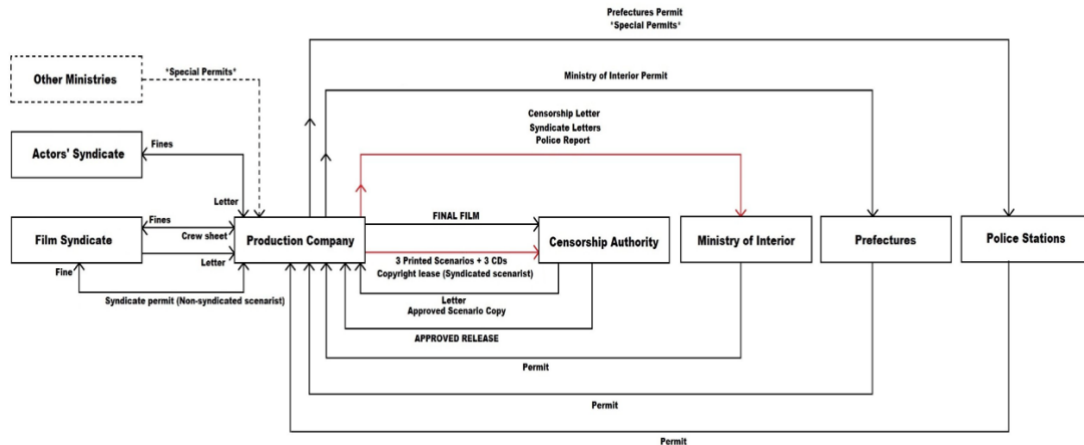 Prefectures Permit
*Special Permits*
*Special Permits*
Other Ministries
Ministry of Interior Permit
Censorship Letter
Syndicate Letters
Police Report
Actors' Syndicate
Fines
Letter
Fines
FINAL FILM
Film Syndicate
Crew sheet
Production Company
Censorship Authority
Ministry of Interior
Prefectures
Police Stations
Letter
3 Printed Scenarios + 3 CDs
Copyright lease (Syndicated scenarist)
Fine
Syndicate permit (Non-syndicated scenarist)
Letter
Approved Scenario Copy
APPROVED RELEASE
Permit
Permit
Permit